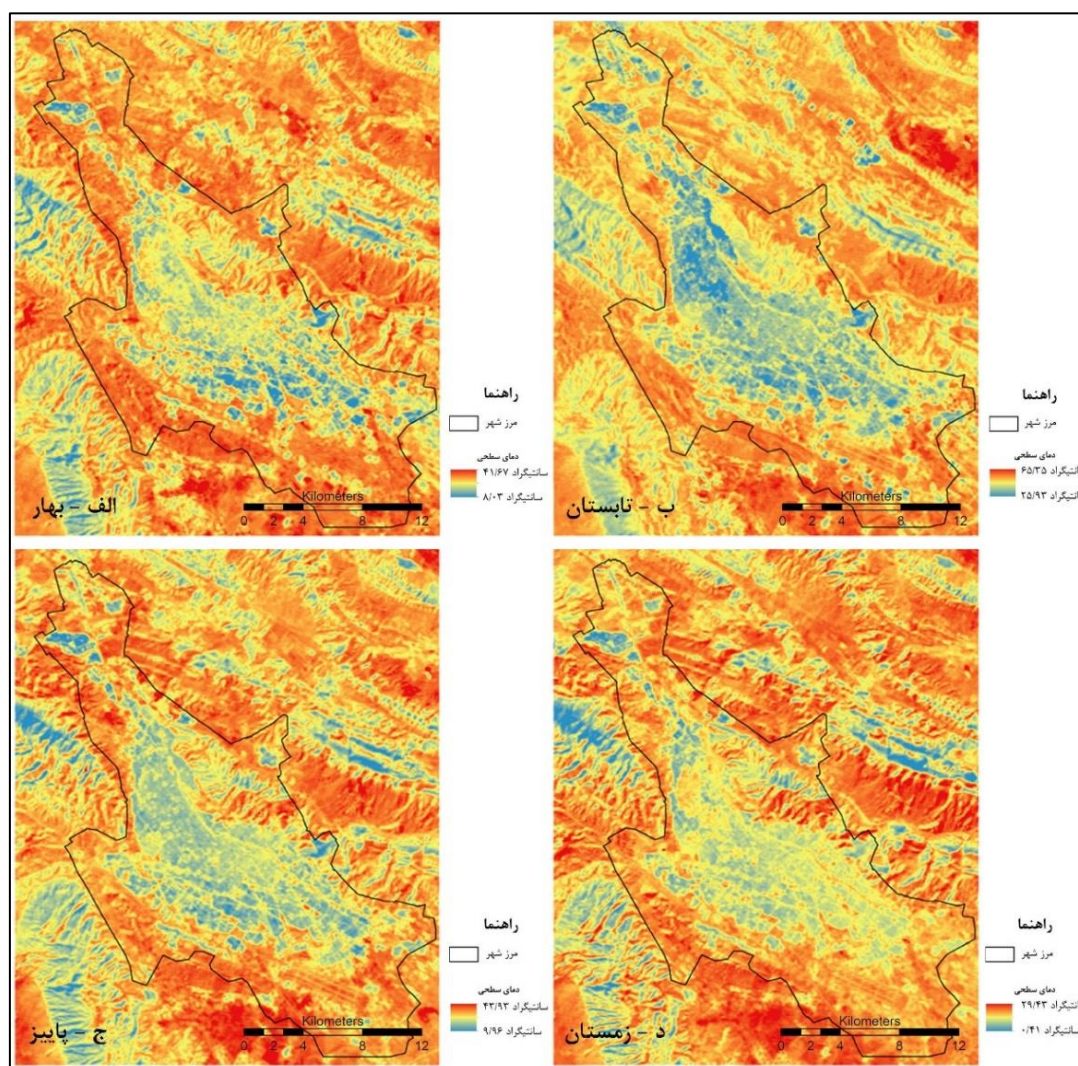 راهنما
مرز شهر
دمای سطحی
۴۱/۶۷ سانتیگراد
۸/۰۳ سانتیگراد
Kilometers
0 2 4 8 12
الف - بهار
راهنما
مرز شهر
دمای سطحی
۶۵/۳۵ سانتیگراد
۲۵/۹۳ سانتیگراد
Kilometers
0 2 4 8 12
ب - تابستان
راهنما
مرز شهر
دمای سطحی
۴۳/۹۳ سانتیگراد
۹/۹۶ سانتیگراد
Kilometers
0 2 4 8 12
ج - پاییز
راهنما
مرز شهر
دمای سطحی
۲۹/۴۳ سانتیگراد
۰/۴۱ سانتیگراد
Kilometers
0 2 4 8 12
د - زمستان